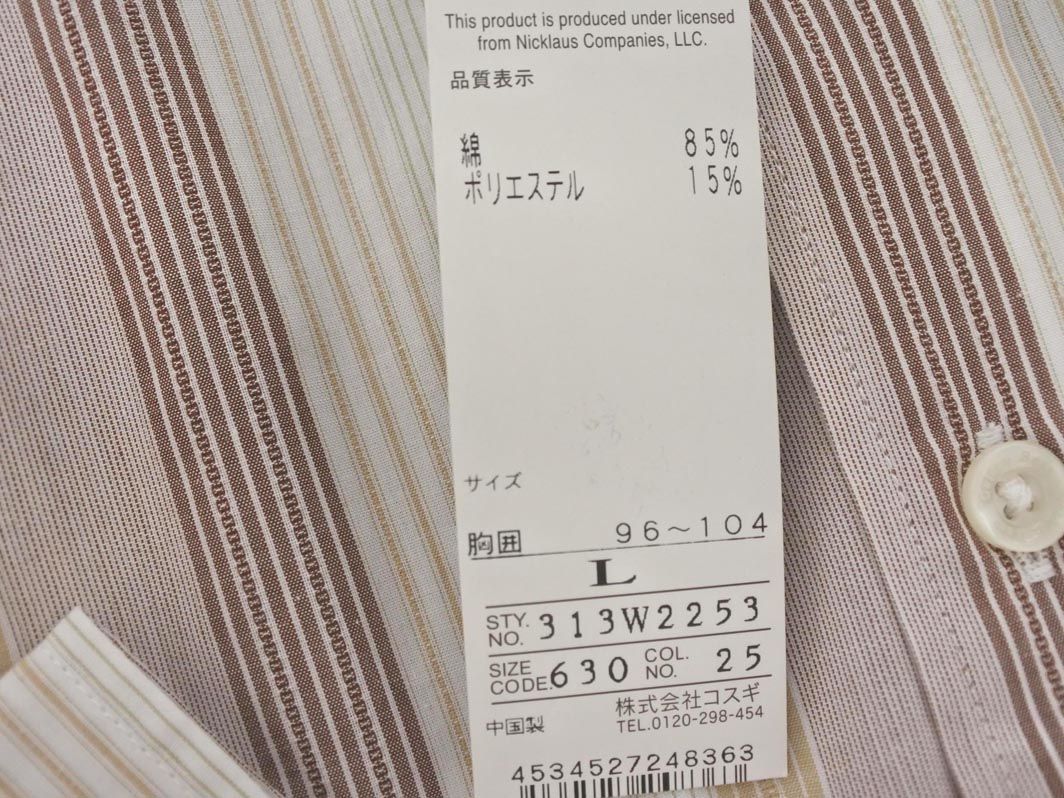 This product is produced under licensed
from Nicklaus Companies, LLC.
品質表示
綿 85%
ポリエステル 15%
サイズ
胸囲 96～104
L
STY. NO. 313W2253
SIZE CODE. 630 COL. NO. 25
中国製 株式会社コスギ
TEL.0120-298-454
4534527248363